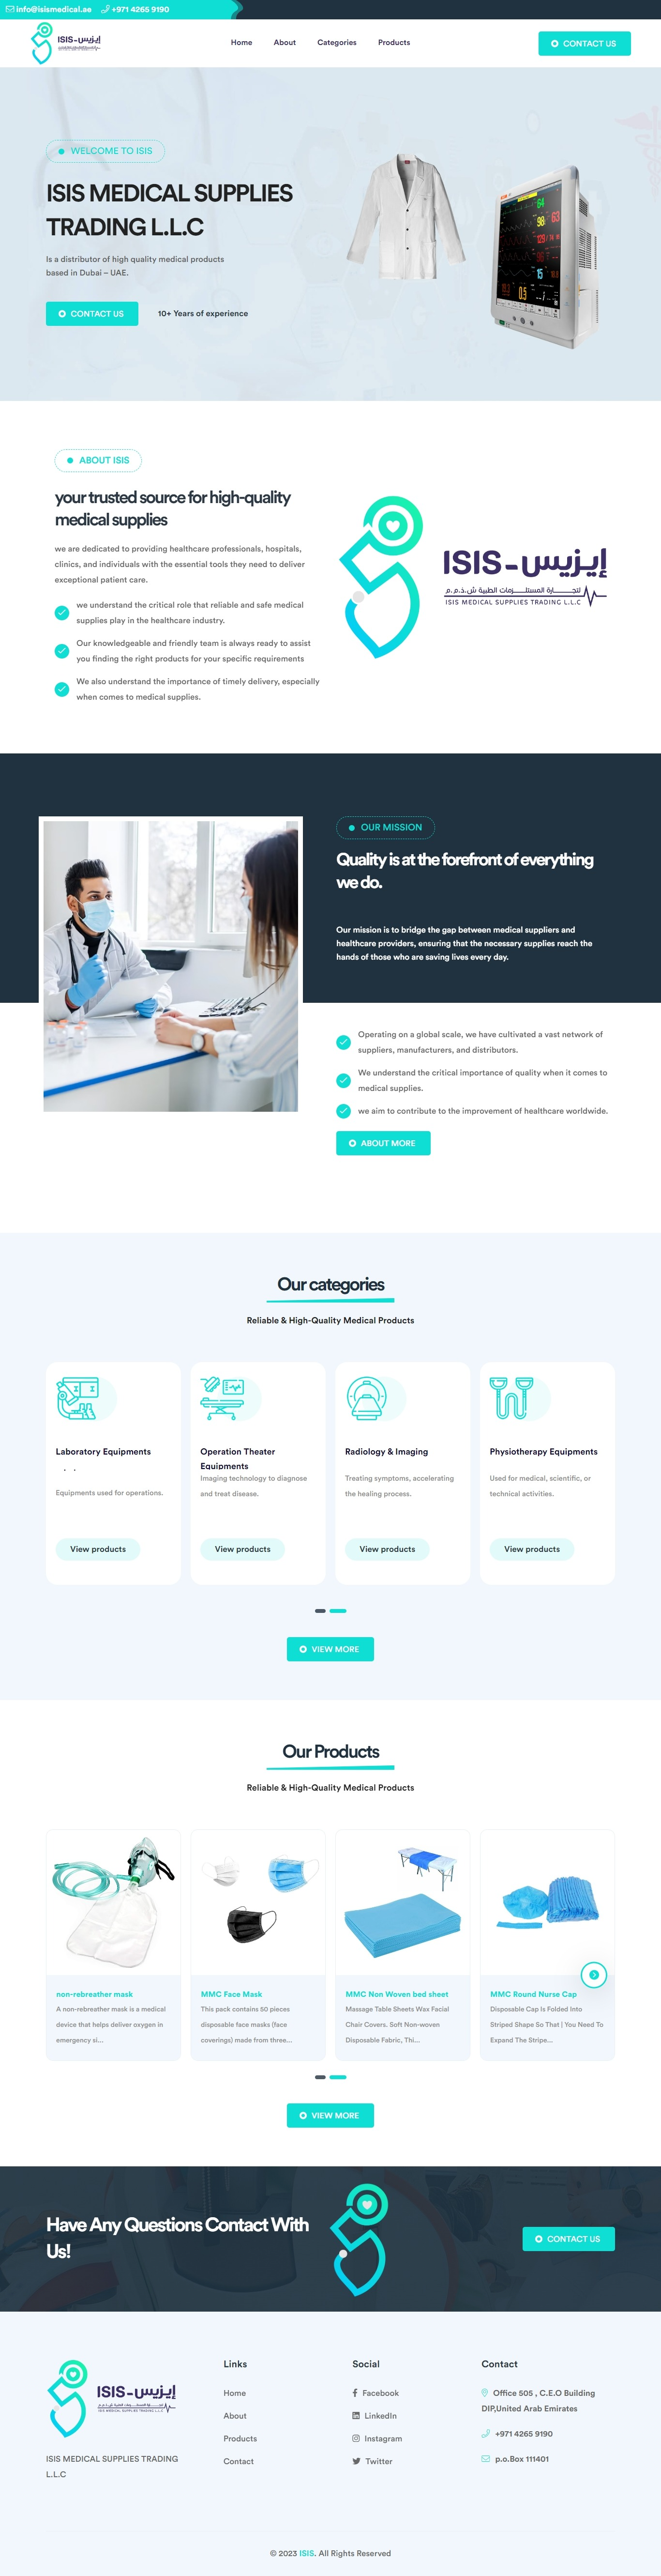 info@isismedical.ae +971 4265 9190
ISIS - إيزيس
Home About Categories Products
CONTACT US
WELCOME TO ISIS
ISIS MEDICAL SUPPLIES
TRADING L.L.C
Is a distributor of high quality medical products
based in Dubai – UAE.
CONTACT US
10+ Years of experience
64
98 63
15
0.5
ABOUT ISIS
your trusted source for high-quality
medical supplies
we are dedicated to providing healthcare professionals, hospitals,
clinics, and individuals with the essential tools they need to deliver
exceptional patient care.
we understand the critical role that reliable and safe medical
supplies play in the healthcare industry.
Our knowledgeable and friendly team is always ready to assist
you finding the right products for your specific requirements
We also understand the importance of timely delivery, especially
when comes to medical supplies.
ISIS - إيزيس
لتجـــــارة المستلـــــزمات الطبية ش.ذ.م.م
ISIS MEDICAL SUPPLIES TRADING L.L.C
OUR MISSION
Quality is at the forefront of everything
we do.
Our mission is to bridge the gap between medical suppliers and
healthcare providers, ensuring that the necessary supplies reach the
hands of those who are saving lives every day.
Operating on a global scale, we have cultivated a vast network of
suppliers, manufacturers, and distributors.
We understand the critical importance of quality when it comes to
medical supplies.
we aim to contribute to the improvement of healthcare worldwide.
ABOUT MORE
Our categories
Reliable & High-Quality Medical Products
Laboratory Equipments
Equipments used for operations.
View products
Operation Theater
Equipments
Imaging technology to diagnose
and treat disease.
View products
Radiology & Imaging
Treating symptoms, accelerating
the healing process.
View products
Physiotherapy Equipments
Used for medical, scientific, or
technical activities.
View products
VIEW MORE
Our Products
Reliable & High-Quality Medical Products
non-rebreather mask
A non-rebreather mask is a medical
device that helps deliver oxygen in
emergency si...
MMC Face Mask
This pack contains 50 pieces
disposable face masks (face
coverings) made from three...
MMC Non Woven bed sheet
Massage Table Sheets Wax Facial
Chair Covers. Soft Non-woven
Disposable Fabric, Thi...
MMC Round Nurse Cap
Disposable Cap Is Folded Into
Striped Shape So That | You Need To
Expand The Stripe...
VIEW MORE
Have Any Questions Contact With
Us!
CONTACT US
ISIS - إيزيس
ISIS MEDICAL SUPPLIES TRADING L.L.C
ISIS MEDICAL SUPPLIES TRADING
L.L.C
Links
Home
About
Products
Contact
Social
Facebook
LinkedIn
Instagram
Twitter
Contact
Office 505 , C.E.O Building
DIP,United Arab Emirates
+971 4265 9190
p.o.Box 111401
© 2023 ISIS. All Rights Reserved